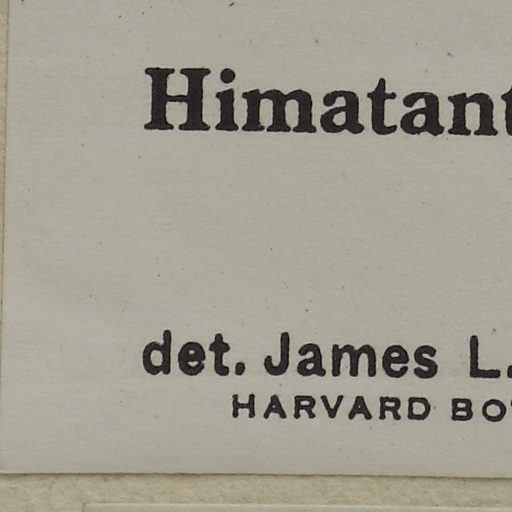 Himatant
det. James L.
HARVARD BO